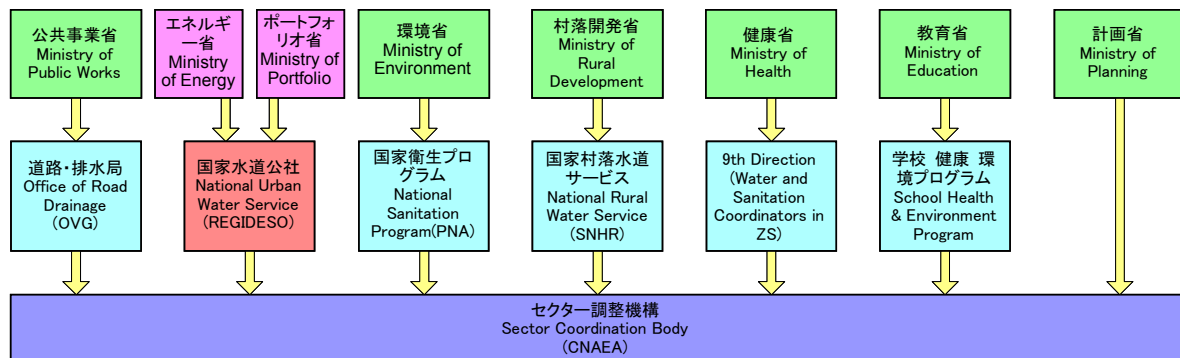 公共事業省
Ministry of
Public Works
エネルギ
ー省
Ministry
of Energy
ポートフォ
リオ省
Ministry of
Portfolio
環境省
Ministry of
Environment
村落開発省
Ministry of
Rural
Development
健康省
Ministry of
Health
教育省
Ministry of
Education
計画省
Ministry of
Planning
道路・排水局
Office of Road
Drainage
(OVG)
国家水道公社
National Urban
Water Service
(REGIDESO)
国家衛生プロ
グラム
National
Sanitation
Program(PNA)
国家村落水道
サービス
National Rural
Water Service
(SNHR)
9th Direction
(Water and
Sanitation
Coordinators in
ZS)
学校 健康 環
境プログラム
School Health
& Environment
Program
セクター調整機構
Sector Coordination Body
(CNAEA)